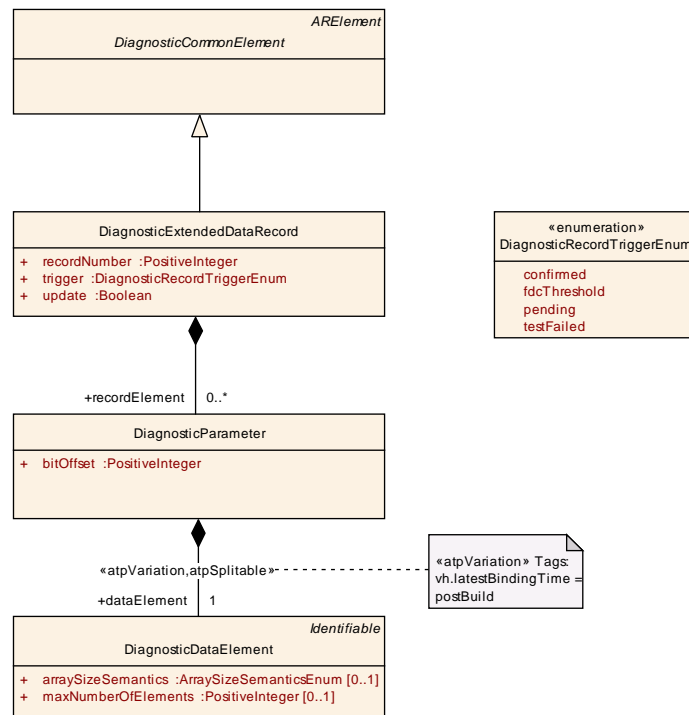 ARElement
DiagnosticCommonElement
DiagnosticExtendedDataRecord
+ recordNumber :PositiveInteger
+ trigger :DiagnosticRecordTriggerEnum
+ update :Boolean
«enumeration»
DiagnosticRecordTriggerEnum
confirmed
fdcThreshold
pending
testFailed
+recordElement 0..*
DiagnosticParameter
+ bitOffset :PositiveInteger
«atpVariation,atpSplitable»
«atpVariation» Tags:
vh.latestBindingTime =
postBuild
+dataElement 1
Identifiable
DiagnosticDataElement
+ arraySizeSemantics :ArraySizeSemanticsEnum [0..1]
+ maxNumberOfElements :PositiveInteger [0..1]